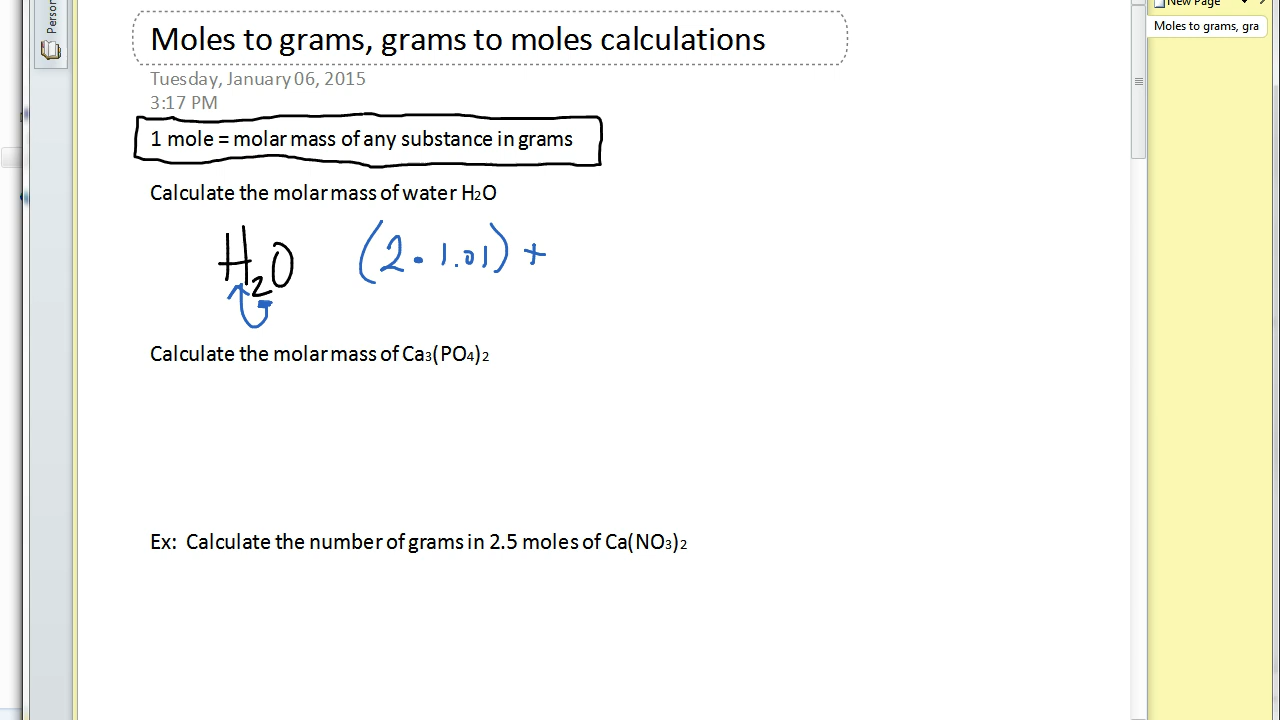 New Page
Person
Moles to grams, gra
Moles to grams, grams to moles calculations
Tuesday, January 06, 2015
3:17 PM
1 mole = molar mass of any substance in grams
Calculate the molar mass of water H₂O
H₂O (2 · 1.01) +
Calculate the molar mass of Ca₃(PO₄)₂
Ex: Calculate the number of grams in 2.5 moles of Ca(NO₃)₂